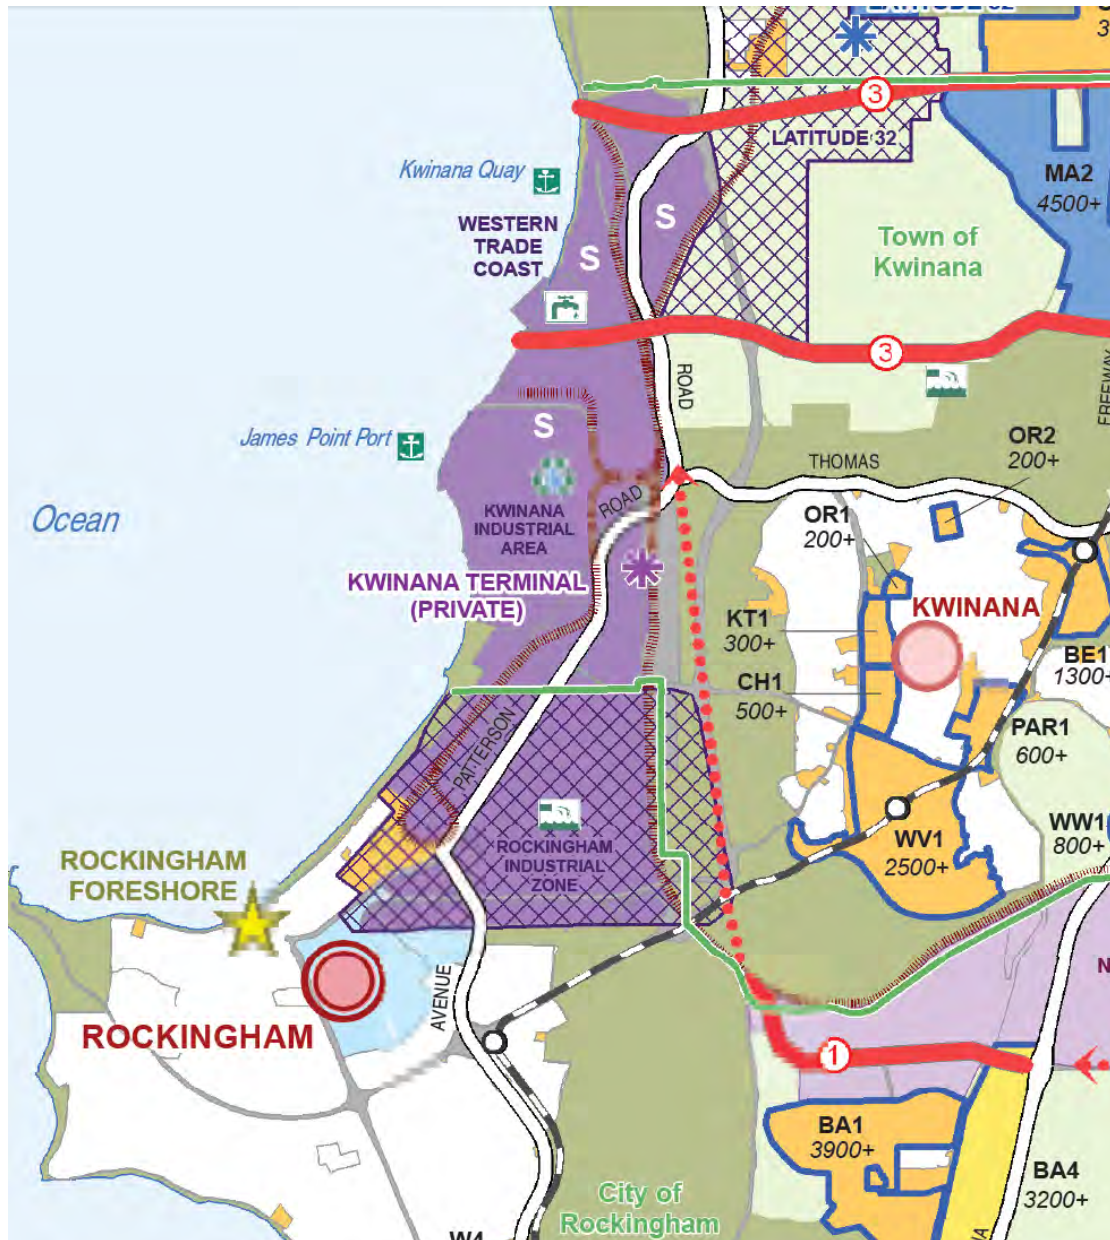 LATITUDE 32
3
LATITUDE 32
Kwinana Quay
MA2
4500+
S
WESTERN
TRADE
COAST
S
Town of
Kwinana
3
ROAD
FREEWAY
James Point Port
S
OR2
200+
THOMAS
Ocean
ROAD
KWINANA
INDUSTRIAL
AREA
OR1
200+
KWINANA TERMINAL
(PRIVATE)
KWINANA
KT1
300+
BE1
1300+
CH1
500+
PAR1
600+
PATTERSON
WW1
800+
WV1
2500+
ROCKINGHAM
FORESHORE
ROCKINGHAM
INDUSTRIAL
ZONE
AVENUE
ROCKINGHAM
1
BA1
3900+
BA4
3200+
City of
Rockingham
W4